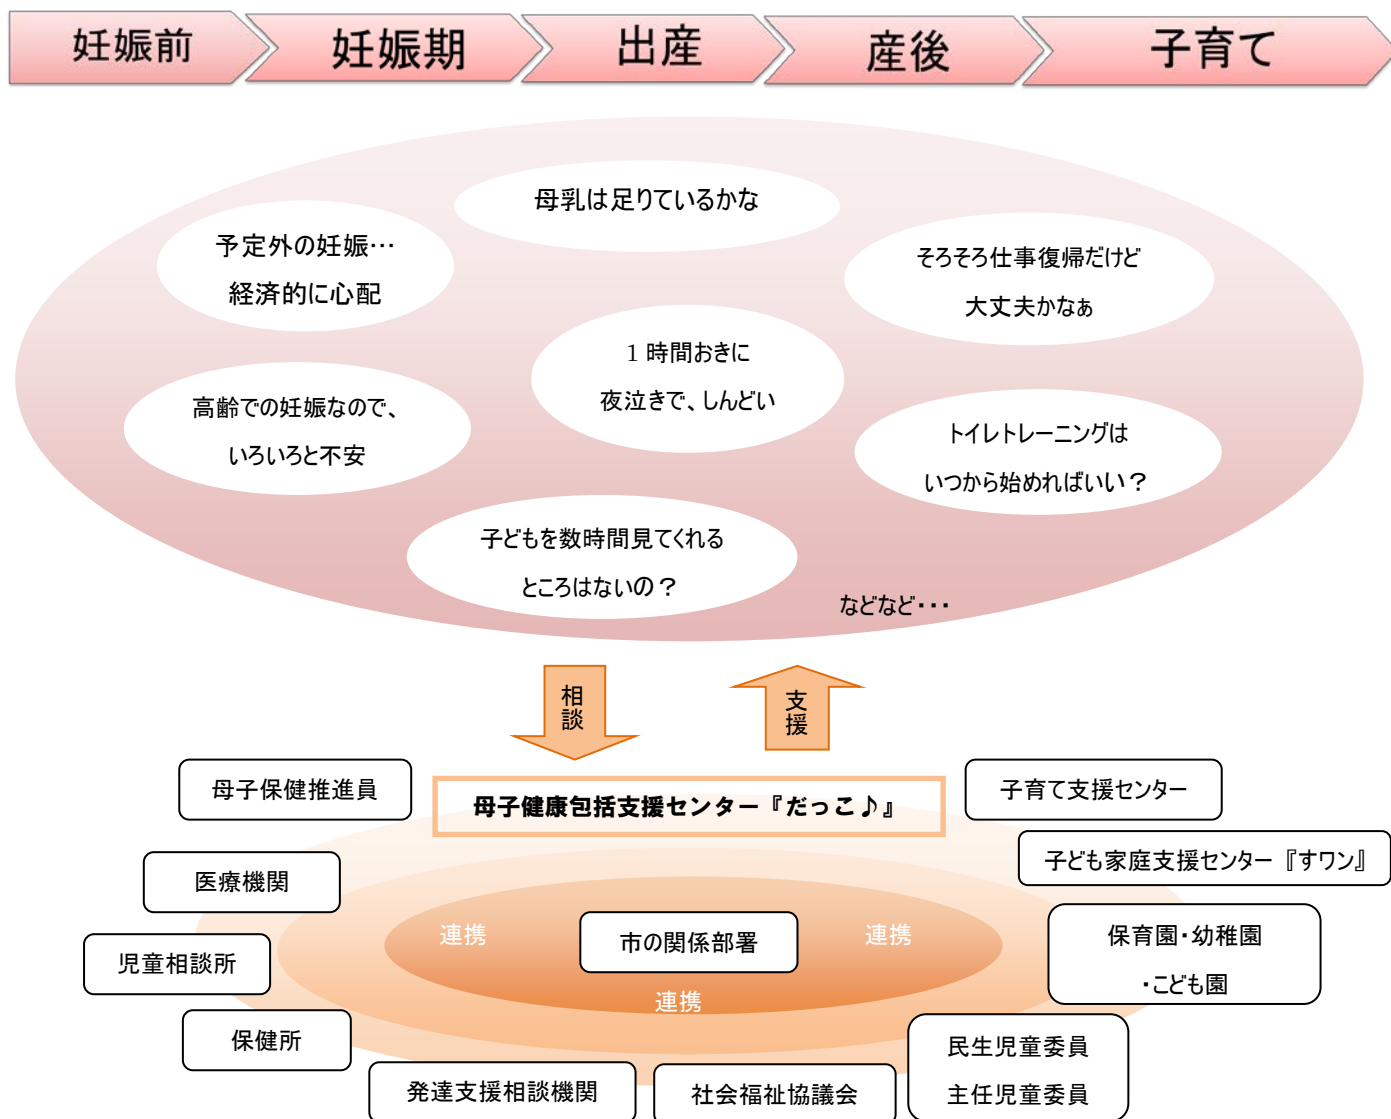 妊娠前
妊娠期
出産
産後
子育て
母乳は足りているかな
予定外の妊娠…
経済的に心配
そろそろ仕事復帰だけど
大丈夫かなぁ
1 時間おきに
夜泣きで、しんどい
高齢での妊娠なので、
いろいろと不安
トイレトレーニングは
いつから始めればいい？
子どもを数時間見てくれる
ところはないの？
などなど・・・
相談
支援
母子保健推進員
母子健康包括支援センター『だっこ♪』
子育て支援センター
子ども家庭支援センター『すワン』
医療機関
連携
市の関係部署
連携
保育園・幼稚園
・こども園
児童相談所
連携
保健所
民生児童委員
主任児童委員
発達支援相談機関
社会福祉協議会